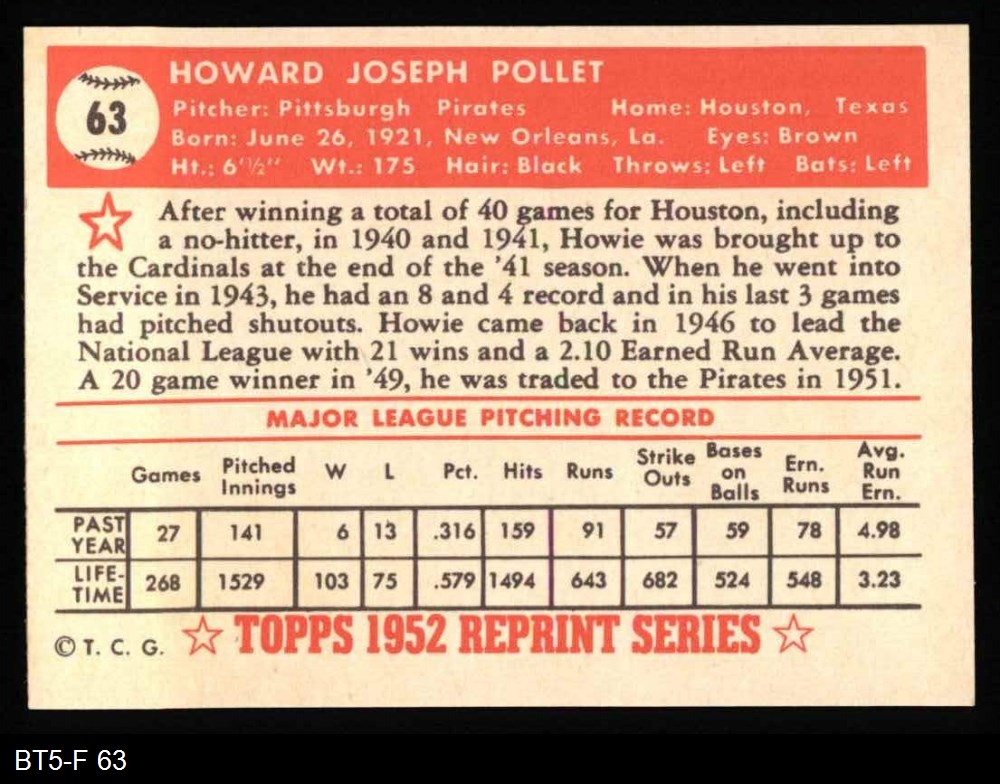 63
HOWARD JOSEPH POLLET
Pitcher: Pittsburgh Pirates Home: Houston, Texas
Born: June 26, 1921, New Orleans, La. Eyes: Brown
Ht.: 6'½" Wt.: 175 Hair: Black Throws: Left Bats: Left
After winning a total of 40 games for Houston, including
a no-hitter, in 1940 and 1941, Howie was brought up to
the Cardinals at the end of the '41 season. When he went into
Service in 1943, he had an 8 and 4 record and in his last 3 games
had pitched shutouts. Howie came back in 1946 to lead the
National League with 21 wins and a 2.10 Earned Run Average.
A 20 game winner in '49, he was traded to the Pirates in 1951.
MAJOR LEAGUE PITCHING RECORD
Games Pitched Innings W L Pct. Hits Runs Strike Outs Bases on Balls Ern. Runs Avg. Run Ern.
PAST YEAR 27 141 6 13 .316 159 91 57 59 78 4.98
LIFE-TIME 268 1529 103 75 .579 1494 643 682 524 548 3.23
© T. C. G. TOPPS 1952 REPRINT SERIES
BT5-F 63